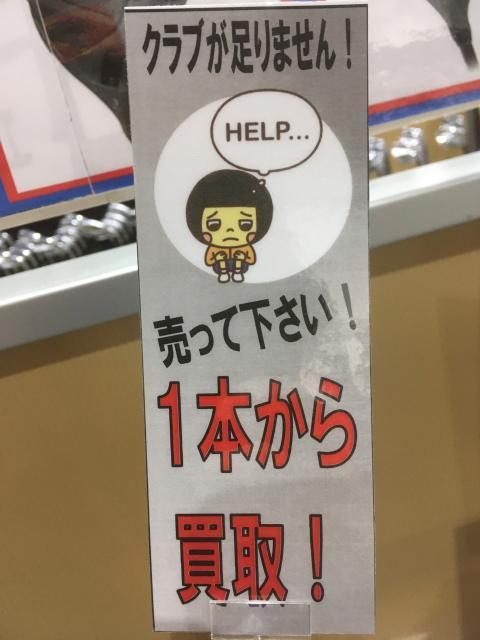 クラブが足りません！
HELP...
売って下さい！
1本から
買取！